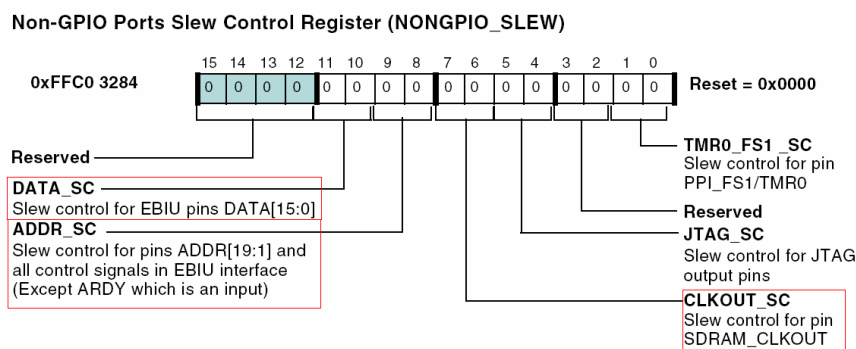 Non-GPIO Ports Slew Control Register (NONGPIO_SLEW)
15 14 13 12 11 10 9 8 7 6 5 4 3 2 1 0
0xFFC0 3284
0 0 0 0 0 0 0 0 0 0 0 0 0 0 0 0
Reset = 0x0000
Reserved
DATA_SC
Slew control for EBIU pins DATA[15:0]
ADDR_SC
Slew control for pins ADDR[19:1] and
all control signals in EBIU interface
(Except ARDY which is an input)
TMR0_FS1 _SC
Slew control for pin
PPI_FS1/TMR0
Reserved
JTAG_SC
Slew control for JTAG
output pins
CLKOUT_SC
Slew control for pin
SDRAM_CLKOUT